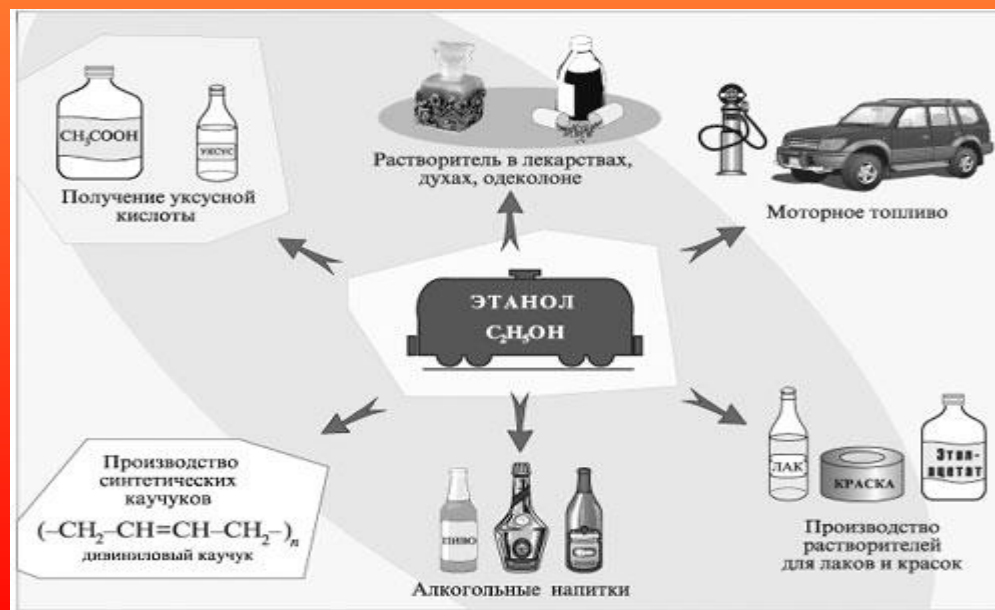 CH₃COOH
УКСУС
Получение уксусной
кислоты
Растворитель в лекарствах,
духах, одеколоне
Моторное топливо
ЭТАНОЛ
C₂H₅OH
Производство
синтетических
каучуков
(–CH₂–CH=CH–CH₂–)ₙ
дивиниловый каучук
ПИВО
Алкогольные напитки
ЛАК
КРАСКА
Этил-
ацетат
Производство
растворителей
для лаков и красок